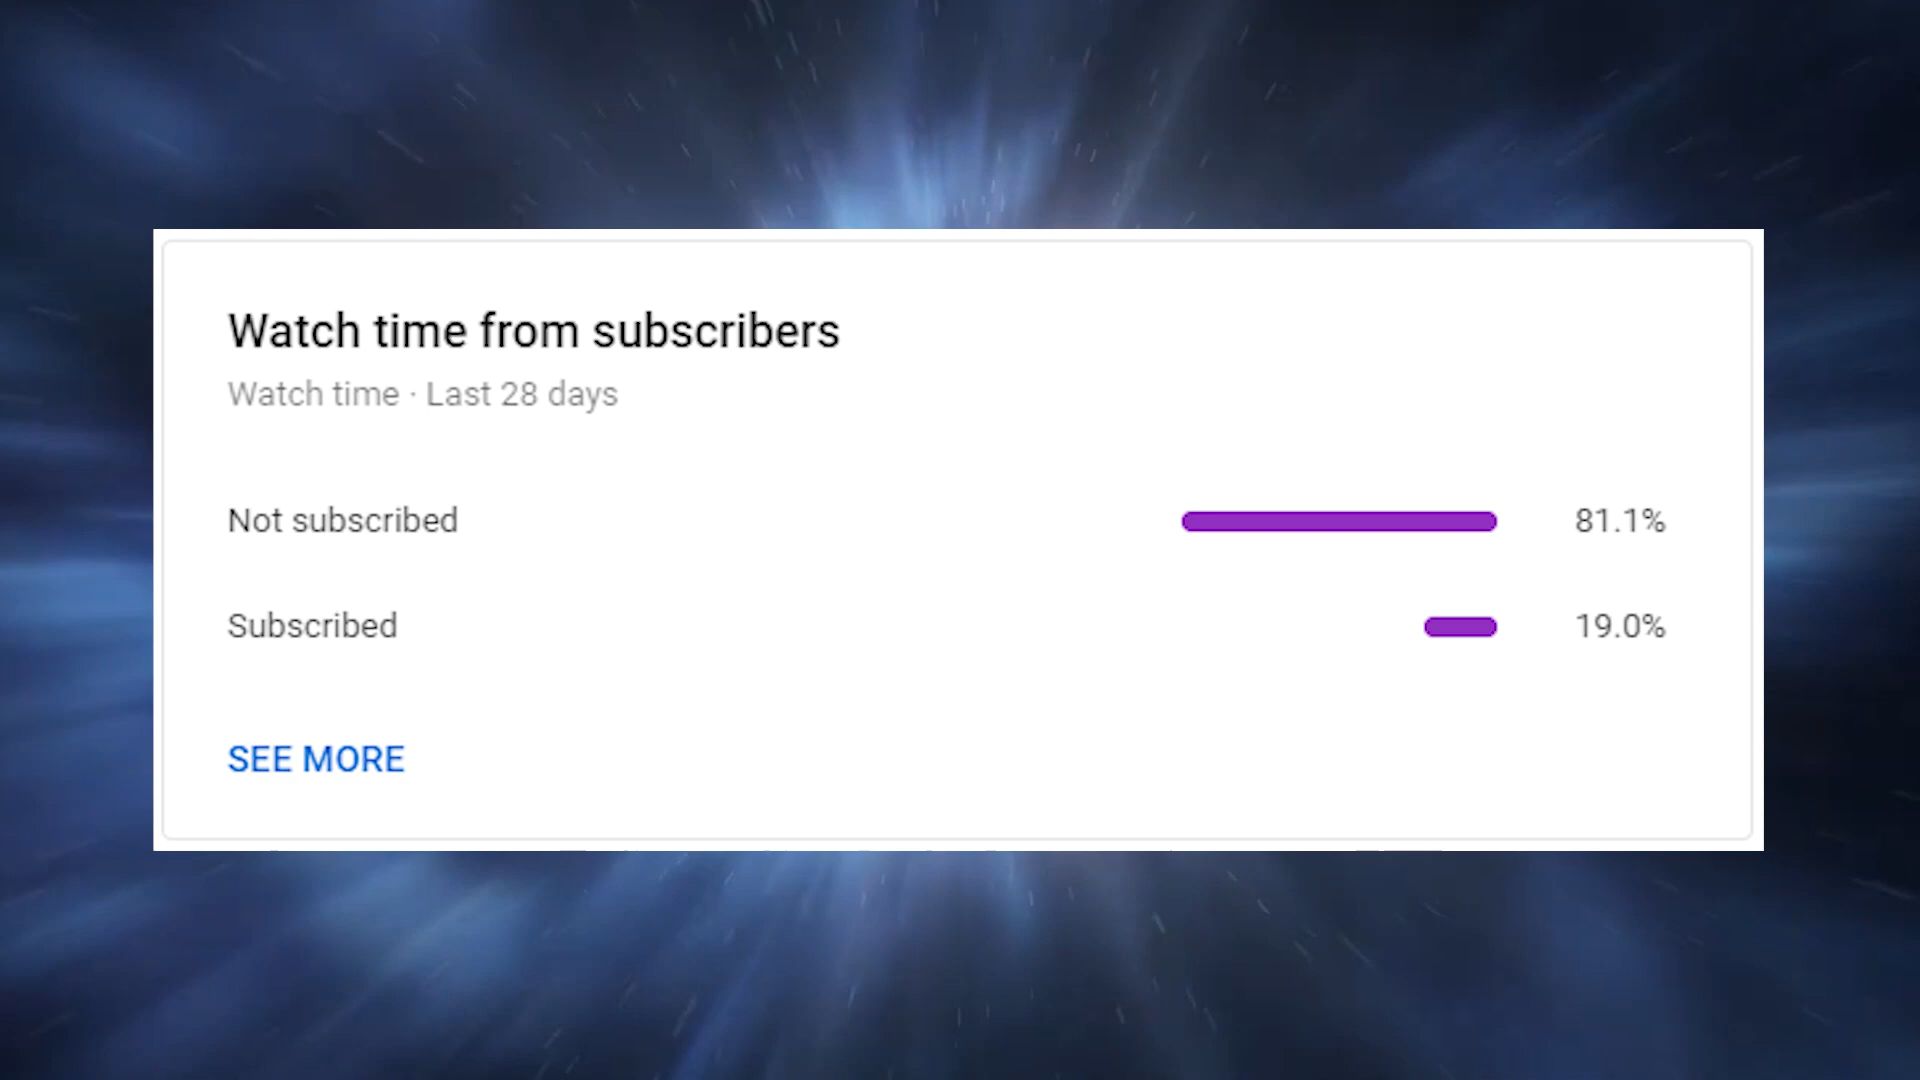 Watch time from subscribers
Watch time · Last 28 days
Not subscribed 81.1%
Subscribed 19.0%
SEE MORE